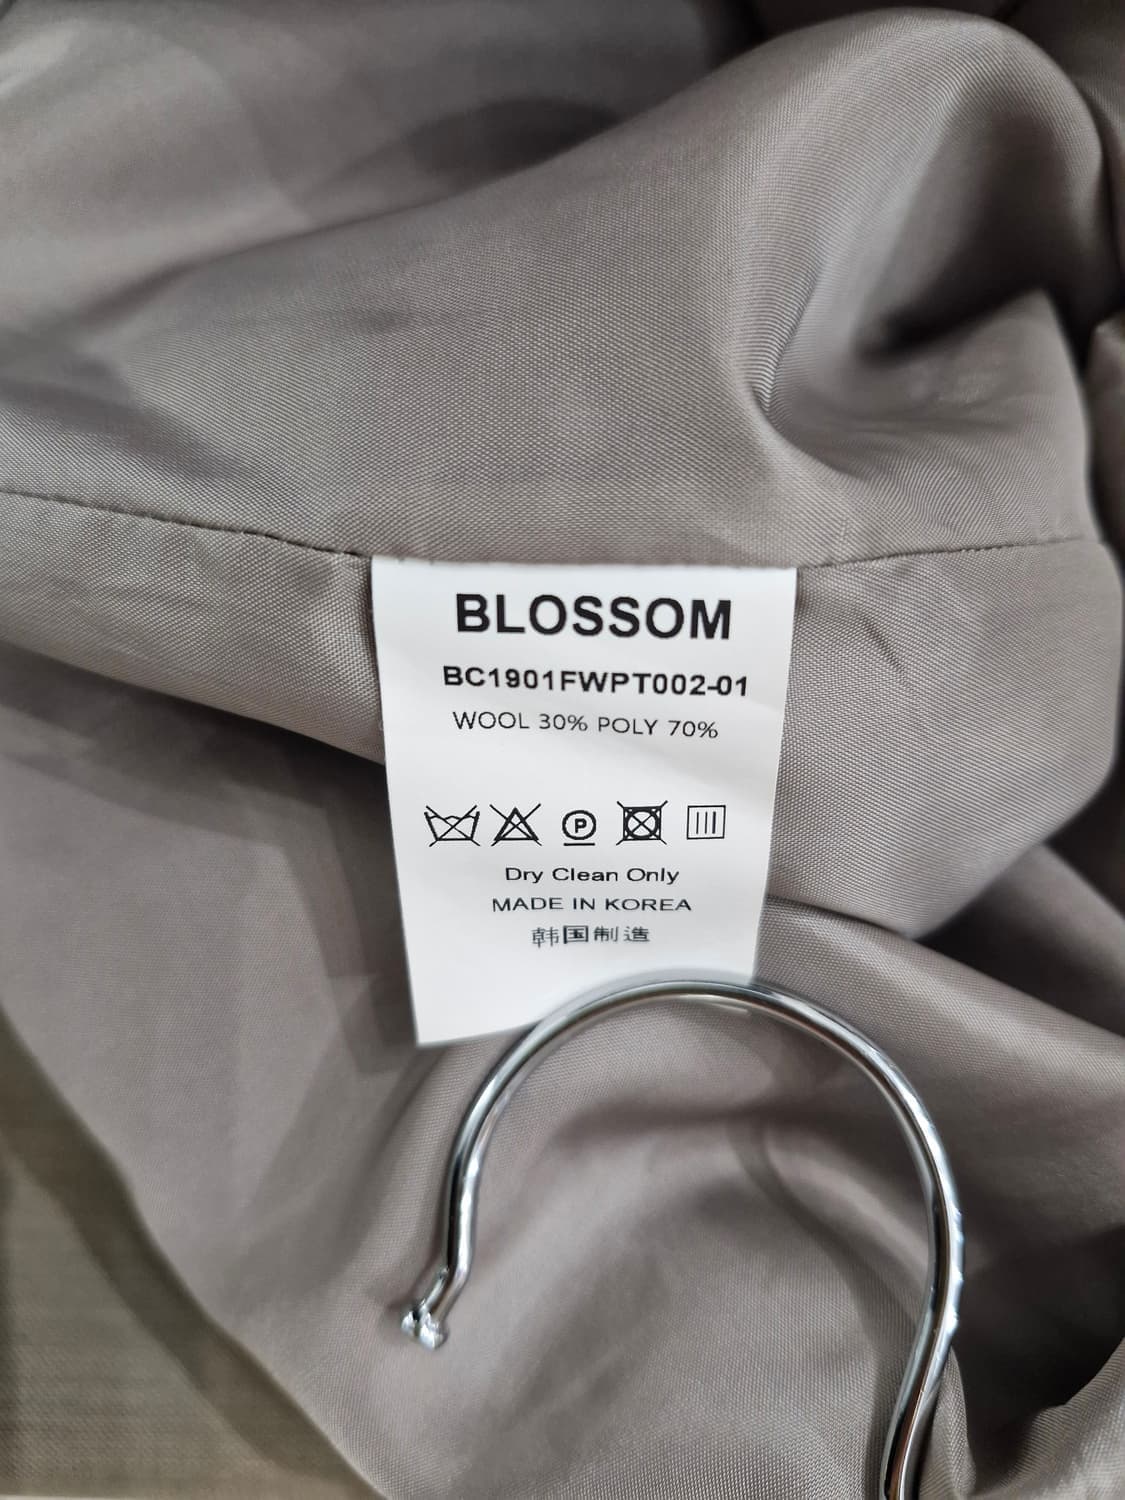 BLOSSOM
BC1901FWPT002-01
WOOL 30% POLY 70%
P
Dry Clean Only
MADE IN KOREA
韩国制造